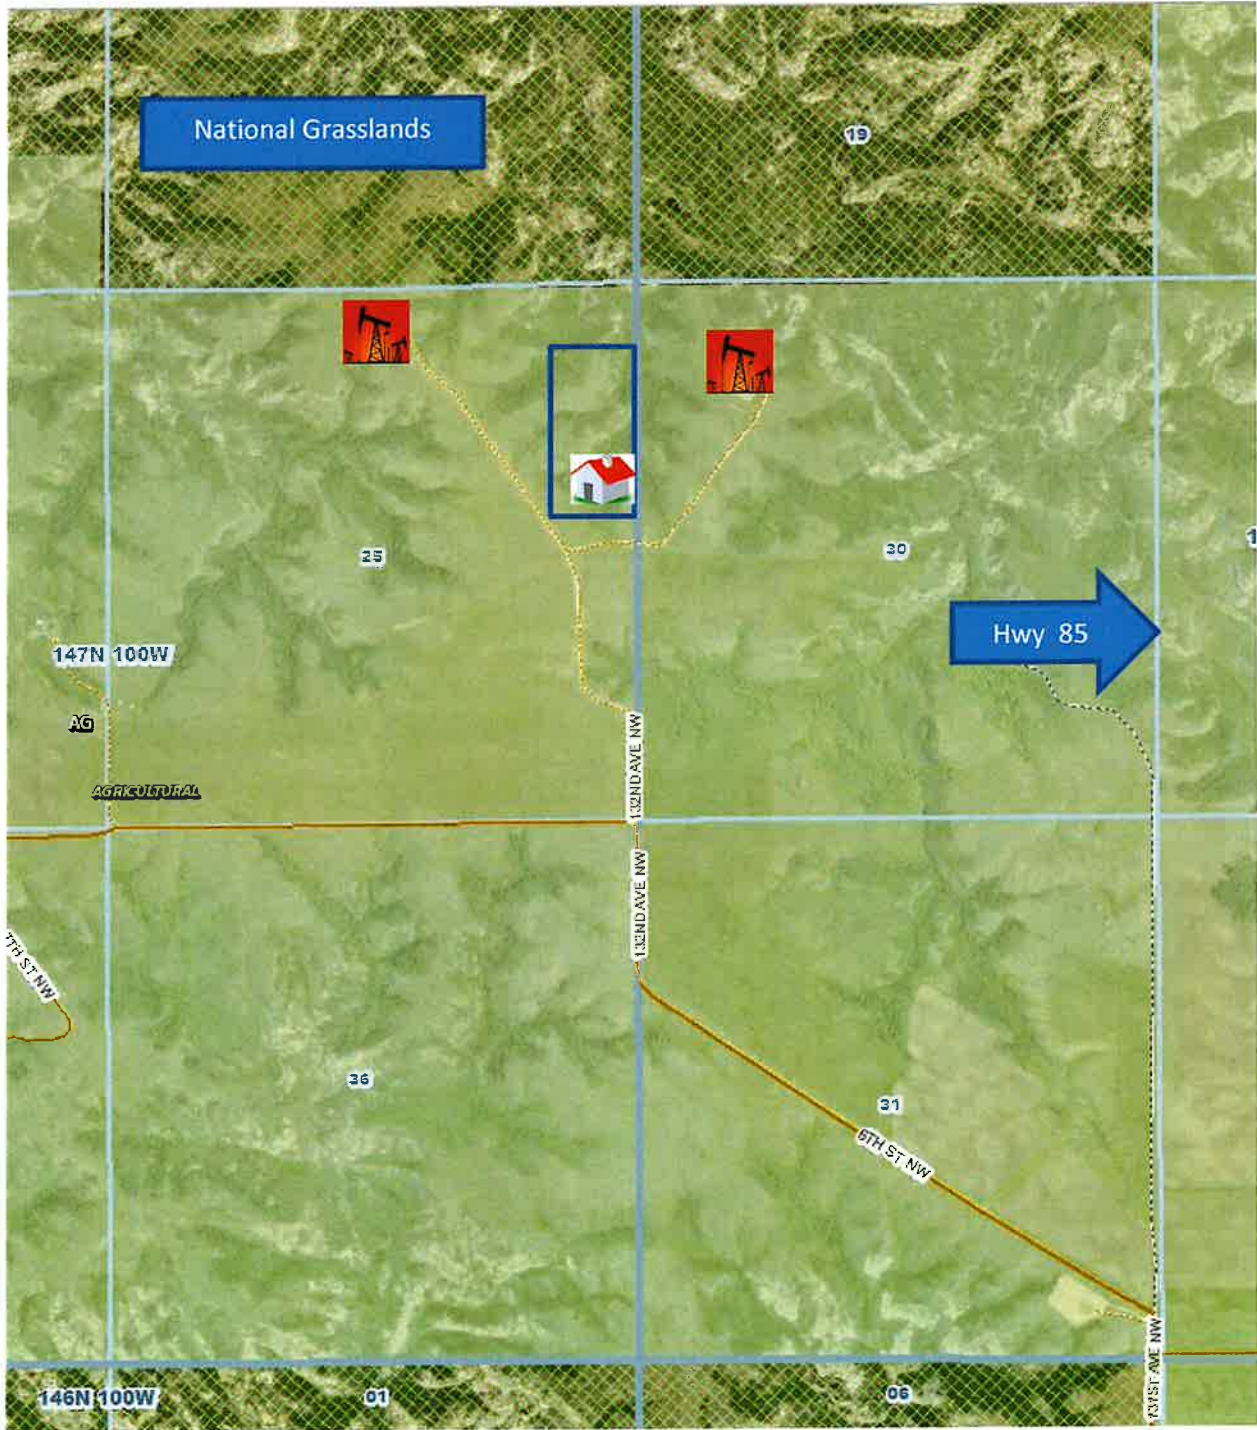 National Grasslands
19
25
30
1
Hwy 85
147N 100W
AG
AGRICULTURAL
132ND AVE NW
132ND AVE NW
7TH ST NW
36
31
6TH ST NW
131ST AVE NW
146N 100W
01
06